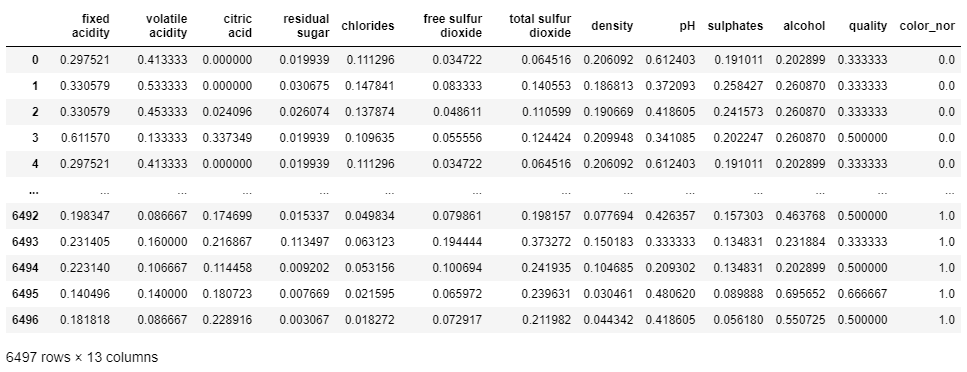 fixed acidity volatile acidity citric acid residual sugar chlorides free sulfur dioxide total sulfur dioxide density pH sulphates alcohol quality color_nor
0 0.297521 0.413333 0.000000 0.019939 0.111296 0.034722 0.064516 0.206092 0.612403 0.191011 0.202899 0.333333 0.0
1 0.330579 0.533333 0.000000 0.030675 0.147841 0.083333 0.140553 0.186813 0.372093 0.258427 0.260870 0.333333 0.0
2 0.330579 0.453333 0.024096 0.026074 0.137874 0.048611 0.110599 0.190669 0.418605 0.241573 0.260870 0.333333 0.0
3 0.611570 0.133333 0.337349 0.019939 0.109635 0.055556 0.124424 0.209948 0.341085 0.202247 0.260870 0.500000 0.0
4 0.297521 0.413333 0.000000 0.019939 0.111296 0.034722 0.064516 0.206092 0.612403 0.191011 0.202899 0.333333 0.0
... ... ... ... ... ... ... ... ... ... ... ... ... ...
6492 0.198347 0.086667 0.174699 0.015337 0.049834 0.079861 0.198157 0.077694 0.426357 0.157303 0.463768 0.500000 1.0
6493 0.231405 0.160000 0.216867 0.113497 0.063123 0.194444 0.373272 0.150183 0.333333 0.134831 0.231884 0.333333 1.0
6494 0.223140 0.106667 0.114458 0.009202 0.053156 0.100694 0.241935 0.104685 0.209302 0.134831 0.202899 0.500000 1.0
6495 0.140496 0.140000 0.180723 0.007669 0.021595 0.065972 0.239631 0.030461 0.480620 0.089888 0.695652 0.666667 1.0
6496 0.181818 0.086667 0.228916 0.003067 0.018272 0.072917 0.211982 0.044342 0.418605 0.056180 0.550725 0.500000 1.0
6497 rows × 13 columns